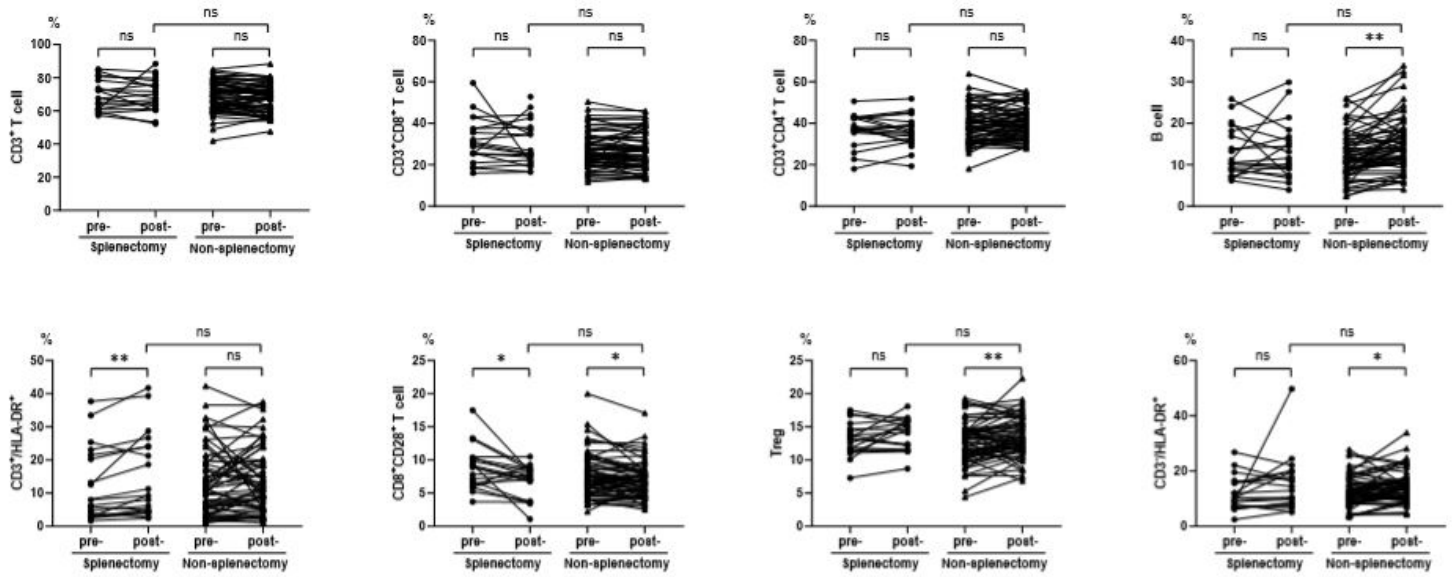 ns
%
ns
ns
100
80
60
40
20
0
CD3⁺ T cell
pre-
post-
pre-
post-
Splenectomy
Non-splenectomy
ns
%
ns
ns
80
60
40
20
0
CD3⁺CD8⁺ T cell
pre-
post-
pre-
post-
Splenectomy
Non-splenectomy
ns
%
ns
ns
80
60
40
20
0
CD3⁺CD4⁺ T cell
pre-
post-
pre-
post-
Splenectomy
Non-splenectomy
ns
%
ns
**
40
30
20
10
0
B cell
pre-
post-
pre-
post-
Splenectomy
Non-splenectomy
ns
%
**
ns
50
40
30
20
10
0
CD3⁺/HLA-DR⁺
pre-
post-
pre-
post-
Splenectomy
Non-splenectomy
ns
%
*
*
25
20
15
10
5
0
CD8⁺CD28⁺ T cell
pre-
post-
pre-
post-
Splenectomy
Non-splenectomy
ns
%
ns
**
25
20
15
10
5
0
Treg
pre-
post-
pre-
post-
Splenectomy
Non-splenectomy
ns
%
ns
*
60
40
20
0
CD3⁻/HLA-DR⁺
pre-
post-
pre-
post-
Splenectomy
Non-splenectomy